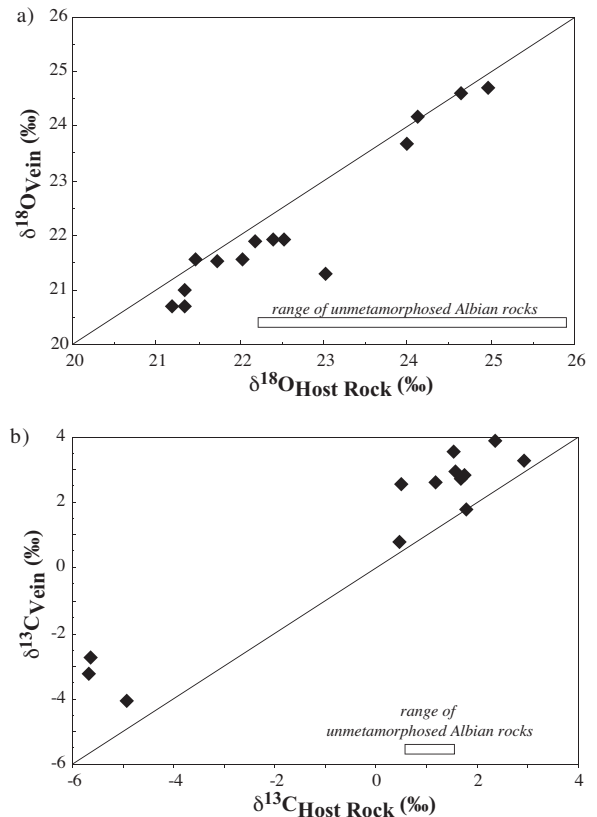 a)
26
25
24
23
22
21
20
δ18OVein (‰)
range of unmetamorphosed Albian rocks
20 21 22 23 24 25 26
δ18OHost Rock (‰)
b)
4
2
0
-2
-4
-6
δ13CVein (‰)
range of
unmetamorphosed Albian rocks
-6 -4 -2 0 2 4
δ13CHost Rock (‰)